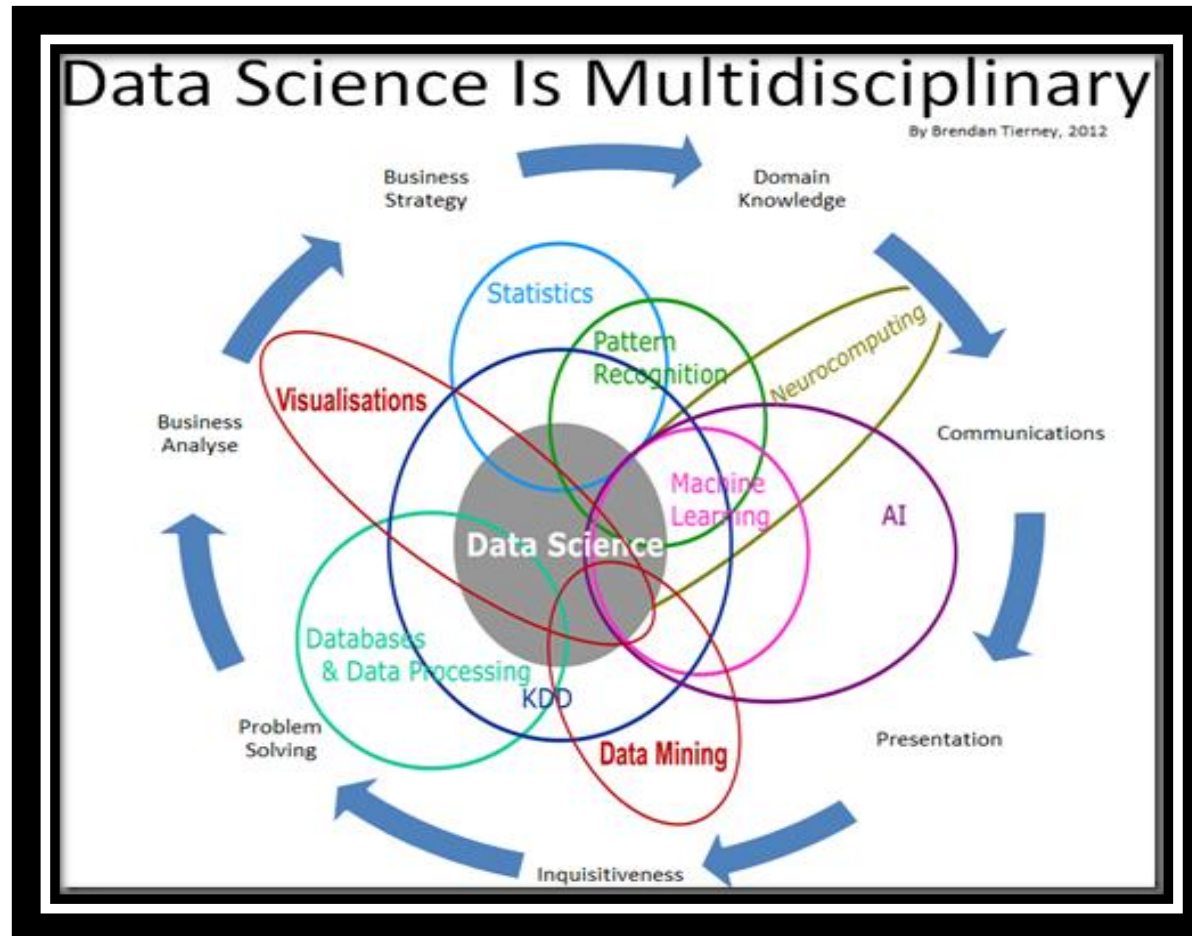 Data Science Is Multidisciplinary
By Brendan Tierney, 2012
Business
Strategy
Domain
Knowledge
Statistics
Pattern
Recognition
Neurocomputing
Visualisations
Business
Analyse
Communications
Machine
Learning
AI
Data Science
Databases
& Data Processing
KDD
Problem
Solving
Data Mining
Presentation
Inquisitiveness